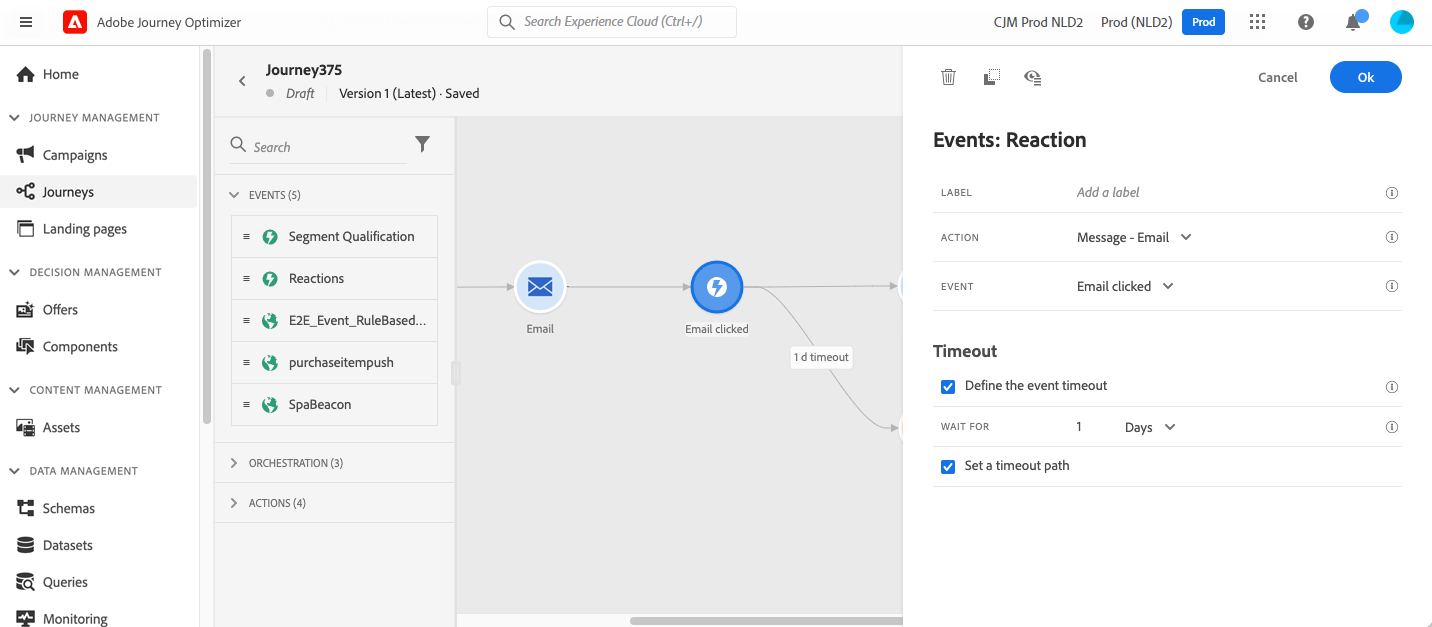 Adobe Journey Optimizer
Search Experience Cloud (Ctrl+/)
CJM Prod NLD2
Prod (NLD2)
Prod
Home
JOURNEY MANAGEMENT
Campaigns
Journeys
Landing pages
DECISION MANAGEMENT
Offers
Components
CONTENT MANAGEMENT
Assets
DATA MANAGEMENT
Schemas
Datasets
Queries
Monitoring
Journey375
Draft
Version 1 (Latest) · Saved
Search
EVENTS (5)
Segment Qualification
Reactions
E2E_Event_RuleBased...
purchaseitempush
SpaBeacon
ORCHESTRATION (3)
ACTIONS (4)
Email
Email clicked
1 d timeout
Cancel
Ok
Events: Reaction
LABEL
Add a label
ACTION
Message - Email
EVENT
Email clicked
Timeout
Define the event timeout
WAIT FOR
1
Days
Set a timeout path